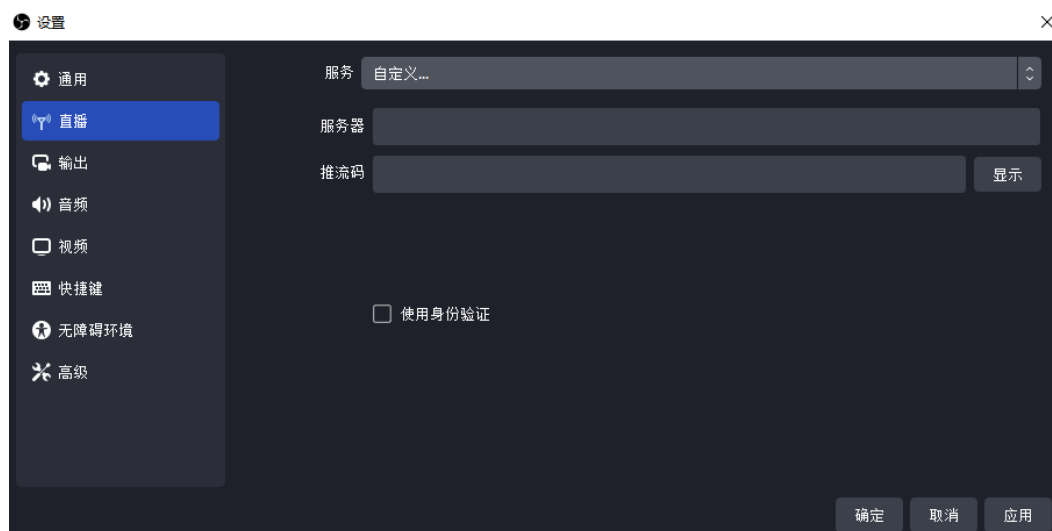 设置
通用
直播
输出
音频
视频
快捷键
无障碍环境
高级
服务 自定义...
服务器
推流码 显示
使用身份验证
确定 取消 应用